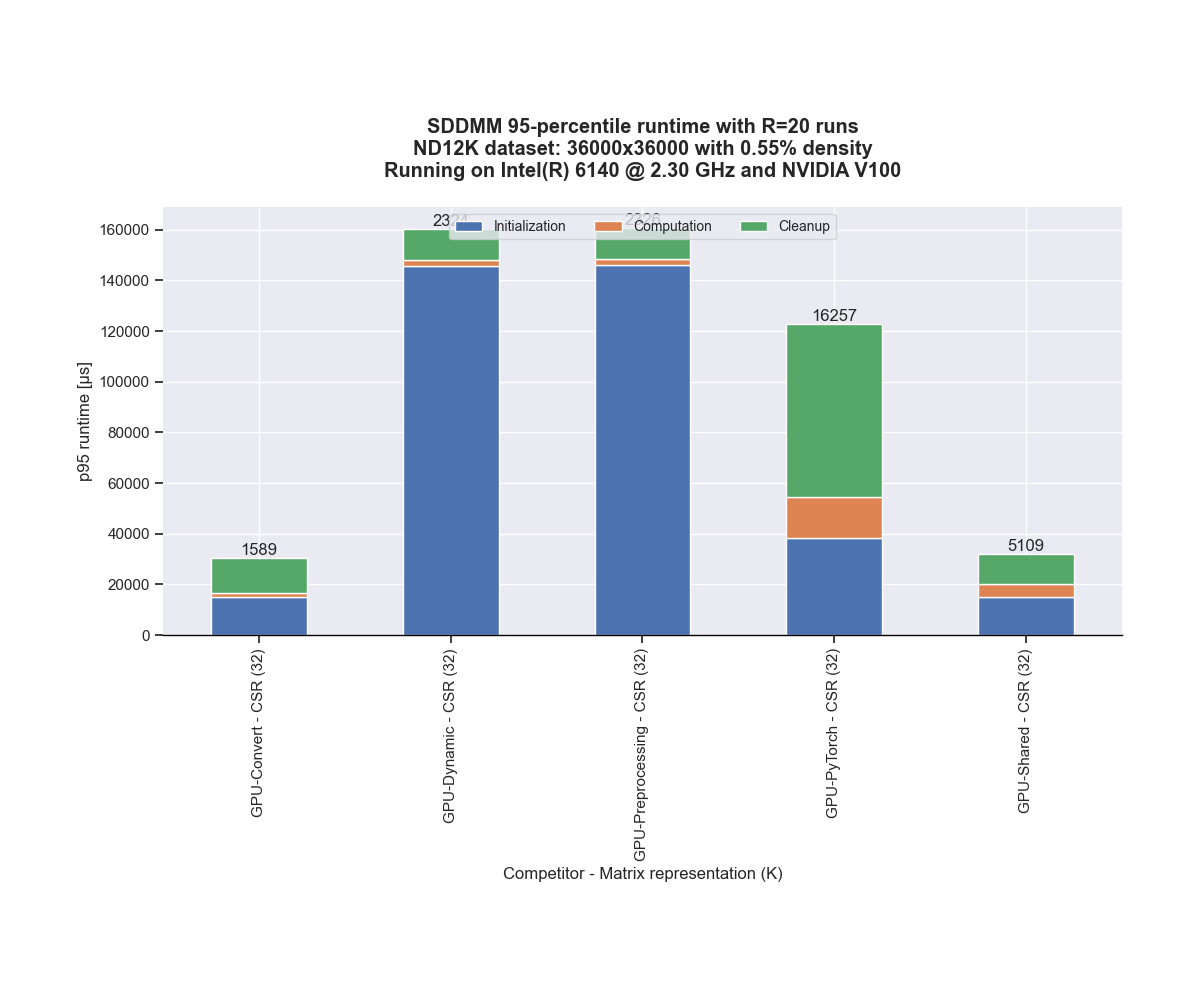 SDDMM 95-percentile runtime with R=20 runs
ND12K dataset: 36000x36000 with 0.55% density
Running on Intel(R) 6140 @ 2.30 GHz and NVIDIA V100
2324
2326
Initialization
Computation
Cleanup
160000
140000
120000
100000
80000
60000
40000
20000
0
p95 runtime [μs]
16257
1589
5109
GPU-Convert - CSR (32)
GPU-Dynamic - CSR (32)
GPU-Preprocessing - CSR (32)
GPU-PyTorch - CSR (32)
GPU-Shared - CSR (32)
Competitor - Matrix representation (K)